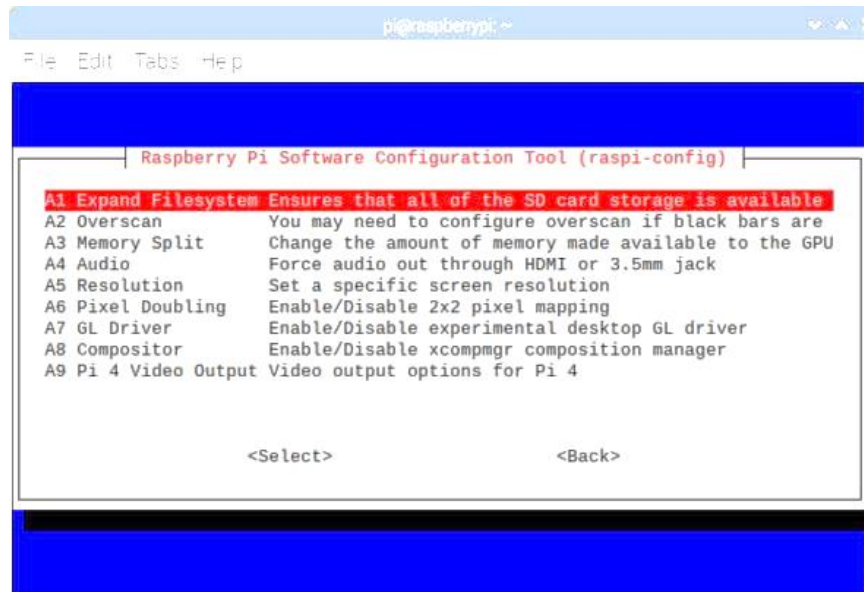 pi@raspberrypi: ~
File Edit Tabs Help
Raspberry Pi Software Configuration Tool (raspi-config)
A1 Expand Filesystem Ensures that all of the SD card storage is available
A2 Overscan You may need to configure overscan if black bars are
A3 Memory Split Change the amount of memory made available to the GPU
A4 Audio Force audio out through HDMI or 3.5mm jack
A5 Resolution Set a specific screen resolution
A6 Pixel Doubling Enable/Disable 2x2 pixel mapping
A7 GL Driver Enable/Disable experimental desktop GL driver
A8 Compositor Enable/Disable xcompmgr composition manager
A9 Pi 4 Video Output Video output options for Pi 4
<Select> <Back>